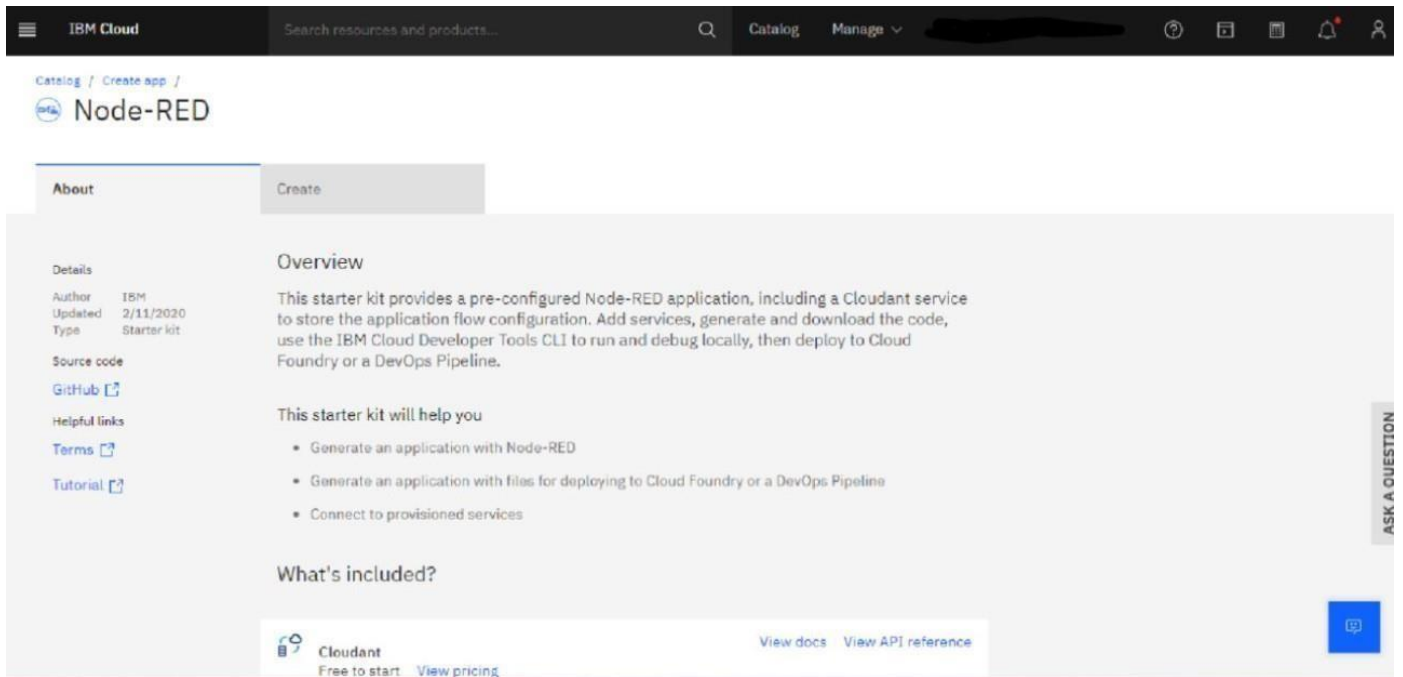 IBM Cloud
Search resources and products...
Catalog
Manage
Catalog / Create app /
Node-RED
About
Create
Details
Author IBM
Updated 2/11/2020
Type Starter kit
Source code
GitHub
Helpful links
Terms
Tutorial
Overview
This starter kit provides a pre-configured Node-RED application, including a Cloudant service
to store the application flow configuration. Add services, generate and download the code,
use the IBM Cloud Developer Tools CLI to run and debug locally, then deploy to Cloud
Foundry or a DevOps Pipeline.
This starter kit will help you
• Generate an application with Node-RED
• Generate an application with files for deploying to Cloud Foundry or a DevOps Pipeline
• Connect to provisioned services
What's included?
Cloudant
Free to start View pricing
View docs View API reference
ASK A QUESTION